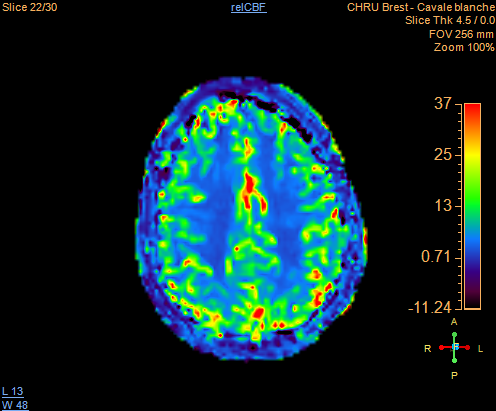 Slice 22/30
relCBF
CHRU Brest - Cavale blanche
Slice Thk 4.5 / 0.0
FOV 256 mm
Zoom 100%
37
25
13
0.71
-11.24
A
R
L
P
L 13
W 48